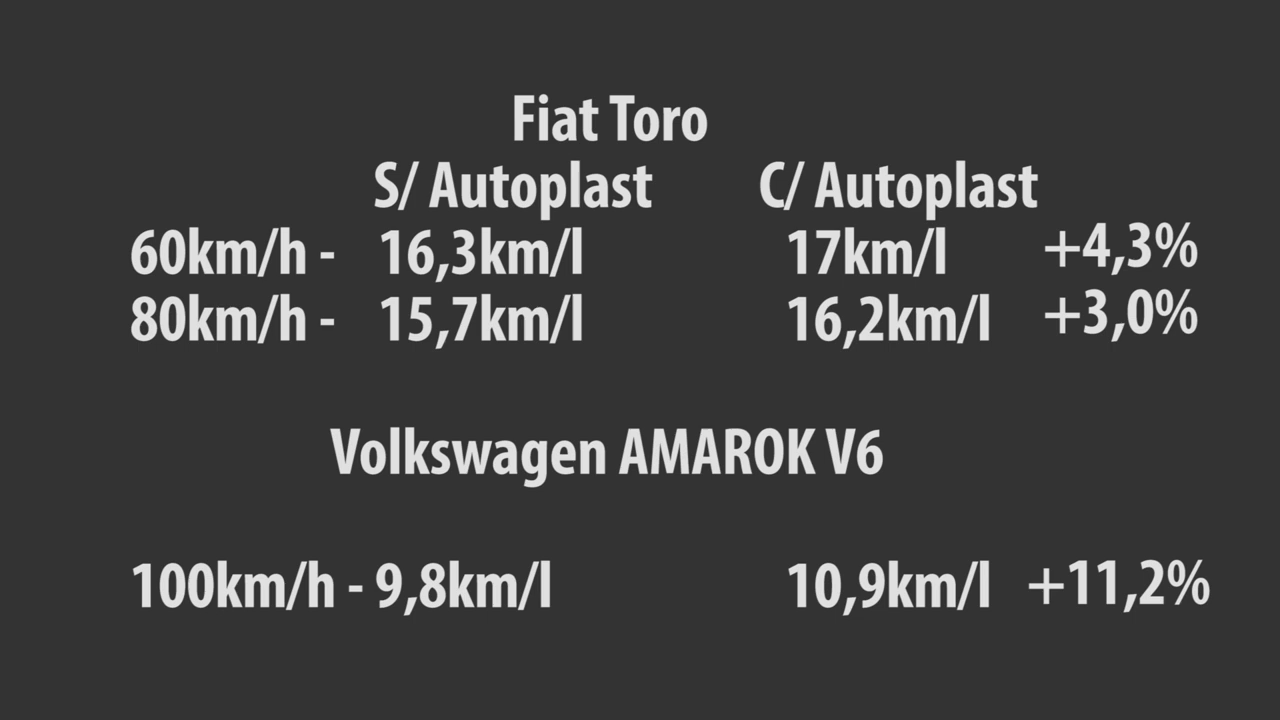 Fiat Toro
S/ Autoplast C/ Autoplast
60km/h - 16,3km/l 17km/l +4,3%
80km/h - 15,7km/l 16,2km/l +3,0%
Volkswagen AMAROK V6
100km/h - 9,8km/l 10,9km/l +11,2%